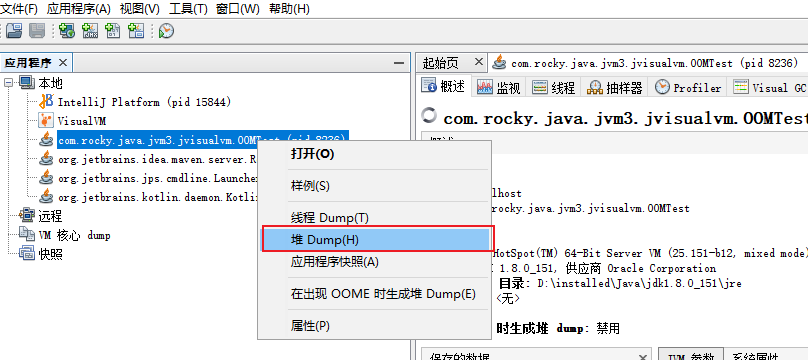 文件(F) 应用程序(A) 视图(V) 工具(T) 窗口(W) 帮助(H)
应用程序
本地
IntelliJ Platform (pid 15844)
VisualVM
com.rocky.java.jvm3.jvisualvm.OOMTest (pid 8236)
org.jetbrains.idea.maven.server.R
org.jetbrains.jps.cmdline.Launcher
org.jetbrains.kotlin.daemon.Kotlin
远程
VM 核心 dump
快照
打开(O)
样例(S)
线程 Dump(T)
堆 Dump(H)
应用程序快照(A)
在出现 OOME 时生成堆 Dump(E)
属性(P)
起始页
com.rocky.java.jvm3.jvisualvm.OOMTest (pid 8236)
概述 监视 线程 抽样器 Profiler Visual GC
com.rocky.java.jvm3.jvisualvm.OOMTest
lhost
rocky.java.jvm3.jvisualvm.OOMTest
HotSpot(TM) 64-Bit Server VM (25.151-b12, mixed mode)
1.8.0_151, 供应商 Oracle Corporation
目录: D:\installed\Java\jdk1.8.0_151\jre
<无>
时生成堆 dump: 禁用
保存的数据
JVM 参数 系统属性